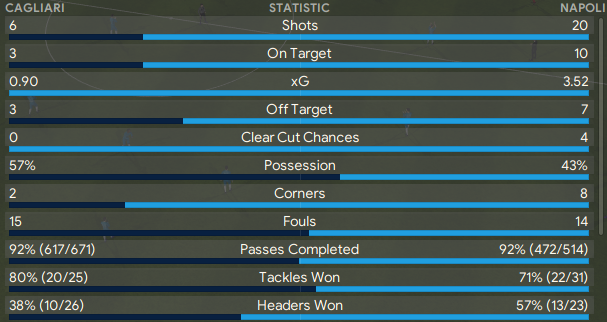 CAGLIARI STATISTIC NAPOLI
6 Shots 20
3 On Target 10
0.90 xG 3.52
3 Off Target 7
0 Clear Cut Chances 4
57% Possession 43%
2 Corners 8
15 Fouls 14
92% (617/671) Passes Completed 92% (472/514)
80% (20/25) Tackles Won 71% (22/31)
38% (10/26) Headers Won 57% (13/23)